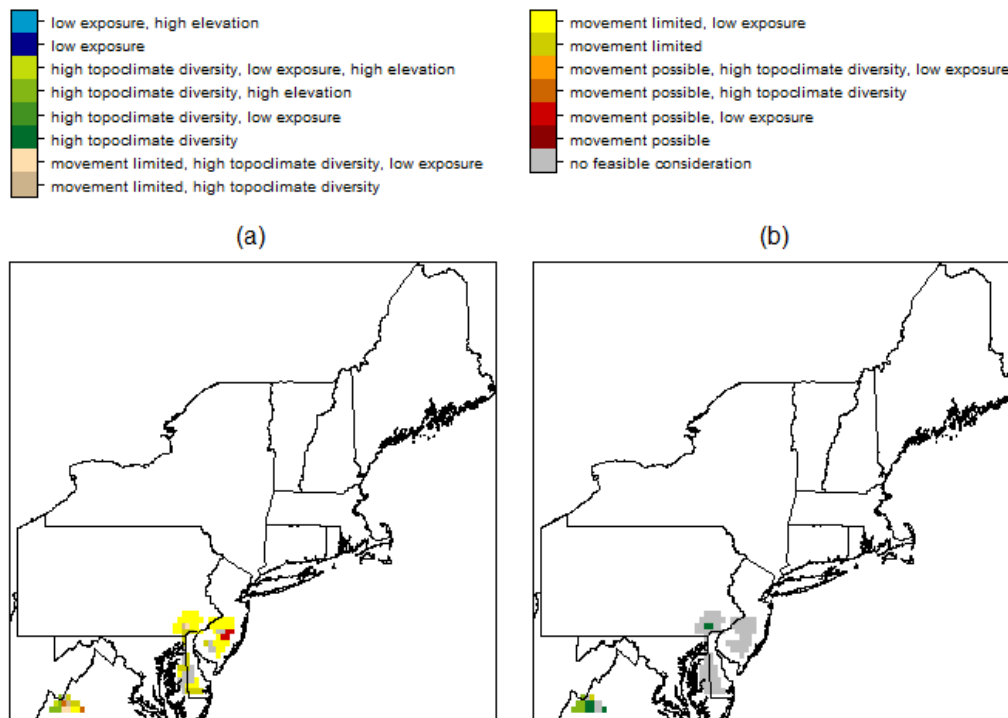 low exposure, high elevation
low exposure
high topoclimate diversity, low exposure, high elevation
high topoclimate diversity, high elevation
high topoclimate diversity, low exposure
high topoclimate diversity
movement limited, high topoclimate diversity, low exposure
movement limited, high topoclimate diversity
movement limited, low exposure
movement limited
movement possible, high topoclimate diversity, low exposure
movement possible, high topoclimate diversity
movement possible, low exposure
movement possible
no feasible consideration
(a)
(b)